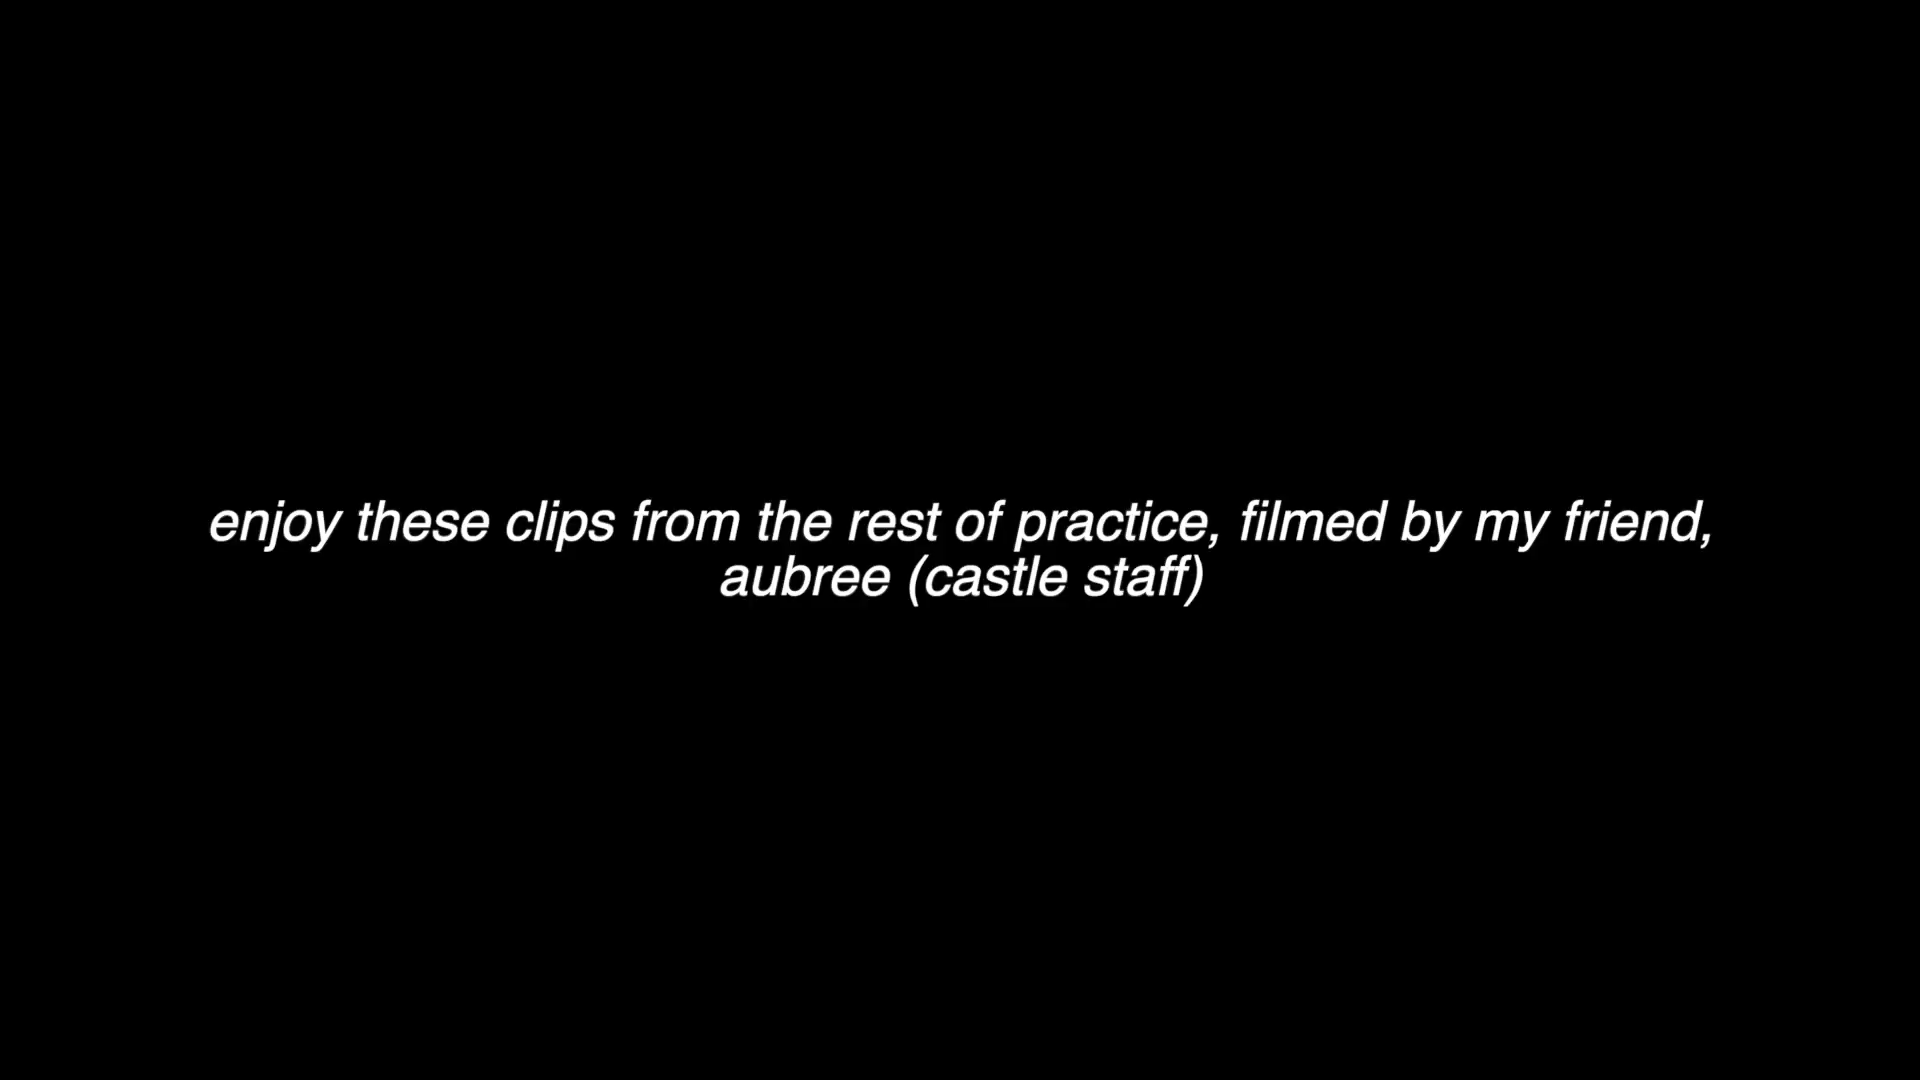 enjoy these clips from the rest of practice, filmed by my friend,
aubree (castle staff)